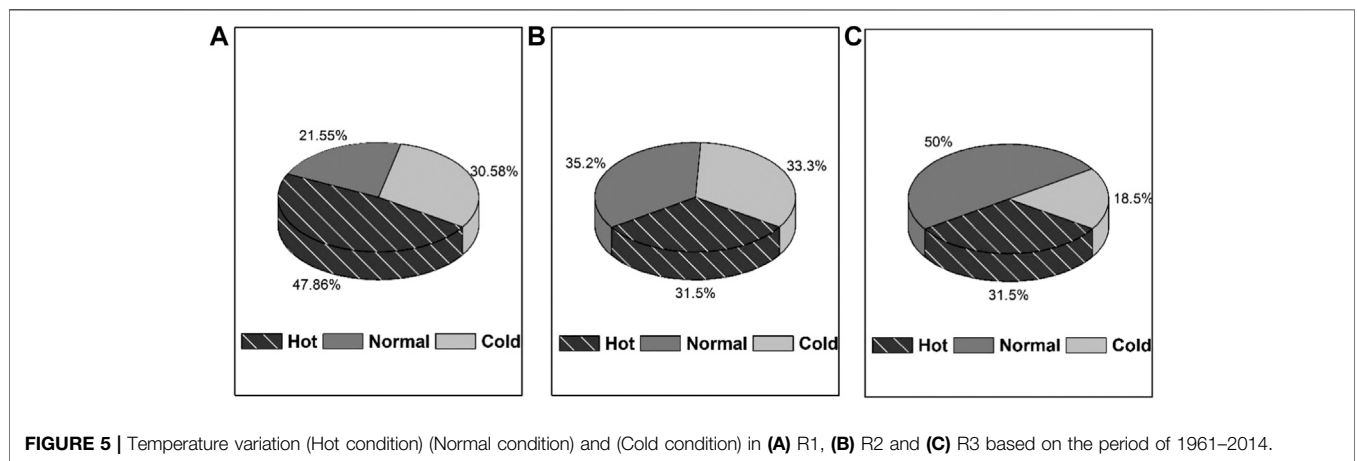 A
21.55%
30.58%
47.86%
Hot Normal Cold
B
35.2%
33.3%
31.5%
Hot Normal Cold
C
50%
18.5%
31.5%
Hot Normal Cold
FIGURE 5 | Temperature variation (Hot condition) (Normal condition) and (Cold condition) in (A) R1, (B) R2 and (C) R3 based on the period of 1961–2014.